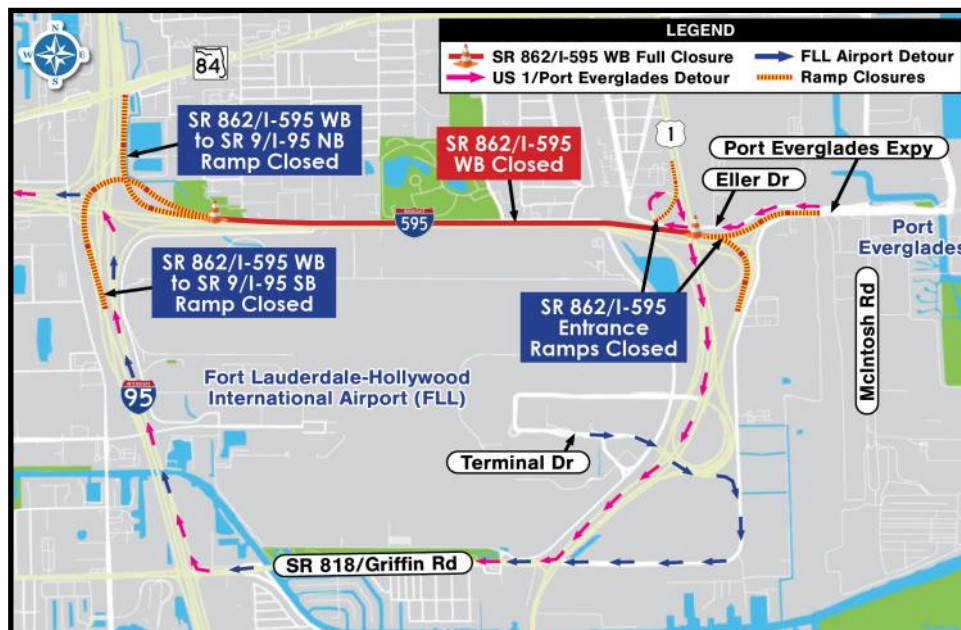 N
W
E
S
84
LEGEND
SR 862/I-595 WB Full Closure
FLL Airport Detour
US 1/Port Everglades Detour
Ramp Closures
SR 862/I-595 WB
to SR 9/I-95 NB
Ramp Closed
SR 862/I-595
WB Closed
1
Port Everglades Expy
Eller Dr
595
Port
Everglades
SR 862/I-595 WB
to SR 9/I-95 SB
Ramp Closed
SR 862/I-595
Entrance
Ramps Closed
McIntosh Rd
95
Fort Lauderdale-Hollywood
International Airport (FLL)
Terminal Dr
SR 818/Griffin Rd